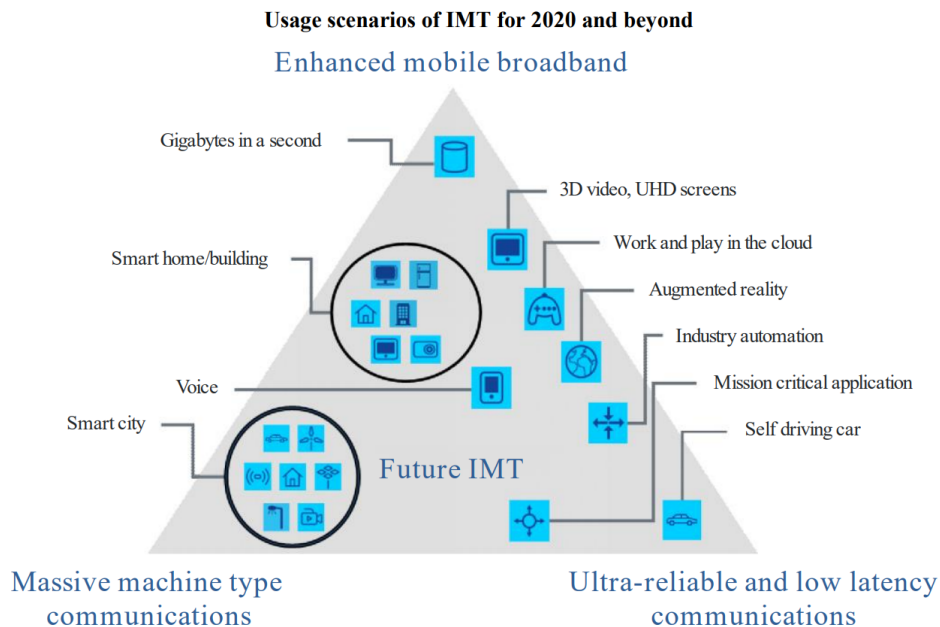 Usage scenarios of IMT for 2020 and beyond
Enhanced mobile broadband
Gigabytes in a second
3D video, UHD screens
Work and play in the cloud
Smart home/building
Augmented reality
Industry automation
Mission critical application
Voice
Smart city
Self driving car
Future IMT
Massive machine type
communications
Ultra-reliable and low latency
communications